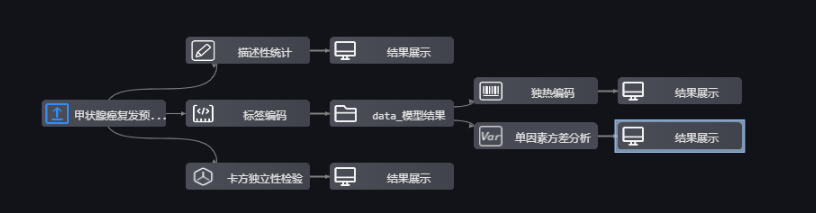 描述性统计
结果展示
独热编码
结果展示
甲状腺癌复发预...
标签编码
data_模型结果
Var
单因素方差分析
结果展示
卡方独立性检验
结果展示